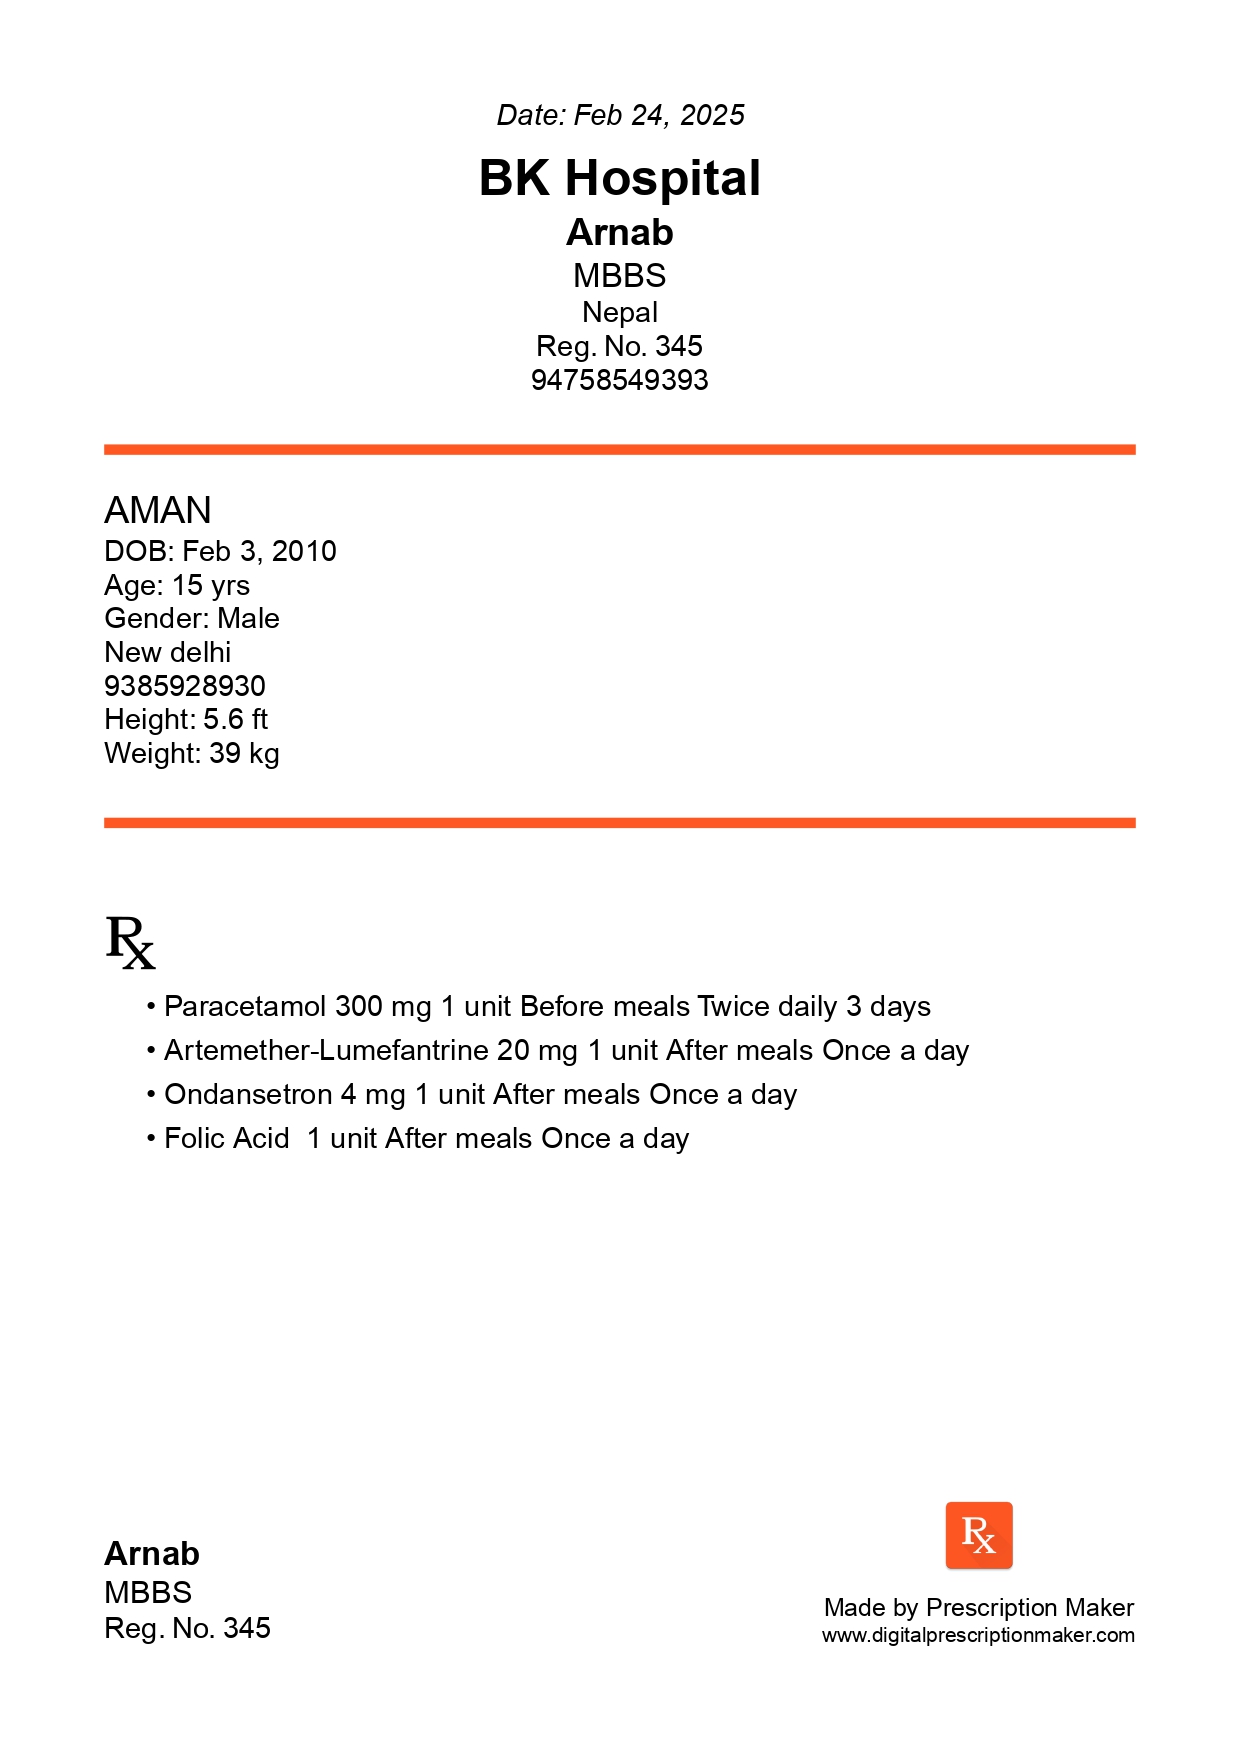 Date: Feb 24, 2025
BK Hospital
Arnab
MBBS
Nepal
Reg. No. 345
94758549393
AMAN
DOB: Feb 3, 2010
Age: 15 yrs
Gender: Male
New delhi
9385928930
Height: 5.6 ft
Weight: 39 kg
Rx
• Paracetamol 300 mg 1 unit Before meals Twice daily 3 days
• Artemether-Lumefantrine 20 mg 1 unit After meals Once a day
• Ondansetron 4 mg 1 unit After meals Once a day
• Folic Acid  1 unit After meals Once a day
Arnab
MBBS
Reg. No. 345
Rx
Made by Prescription Maker
www.digitalprescriptionmaker.com